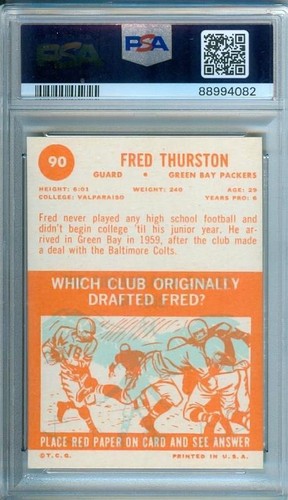 PSA
PSA
88994082
90
FRED THURSTON
GUARD • GREEN BAY PACKERS
HEIGHT: 6:01 WEIGHT: 240 AGE: 29
COLLEGE: VALPARAISO YEARS PRO: 6
Fred never played any high school football and
didn't begin college 'til his junior year. He ar-
rived in Green Bay in 1959, after the club made
a deal with the Baltimore Colts.
WHICH CLUB ORIGINALLY
DRAFTED FRED?
PLACE RED PAPER ON CARD AND SEE ANSWER
©T.C.G. PRINTED IN U.S.A.